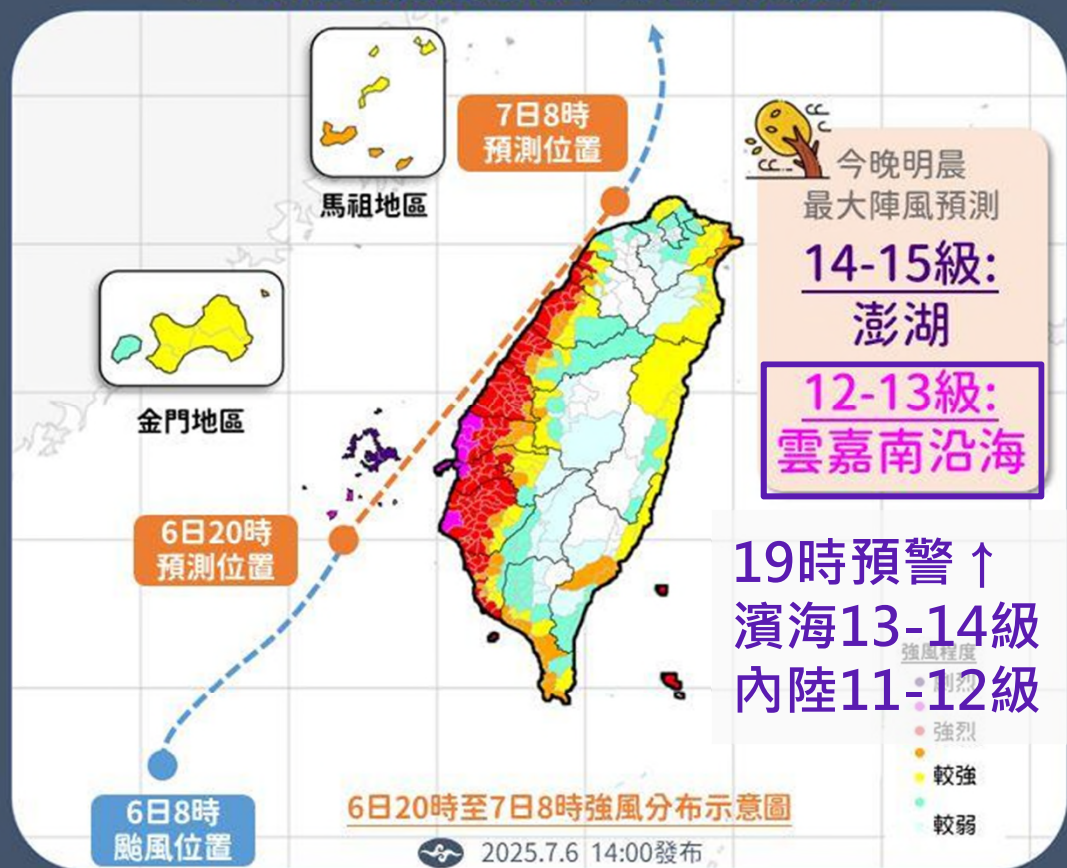 7日8時
預測位置
馬祖地區
今晚明晨
最大陣風預測
14-15級:
澎湖
12-13級:
雲嘉南沿海
金門地區
6日20時
預測位置
19時預警↑
濱海13-14級
內陸11-12級
強風程度
劇烈
強烈
較強
較弱
6日8時
颱風位置
6日20時至7日8時強風分布示意圖
2025.7.6 14:00發布